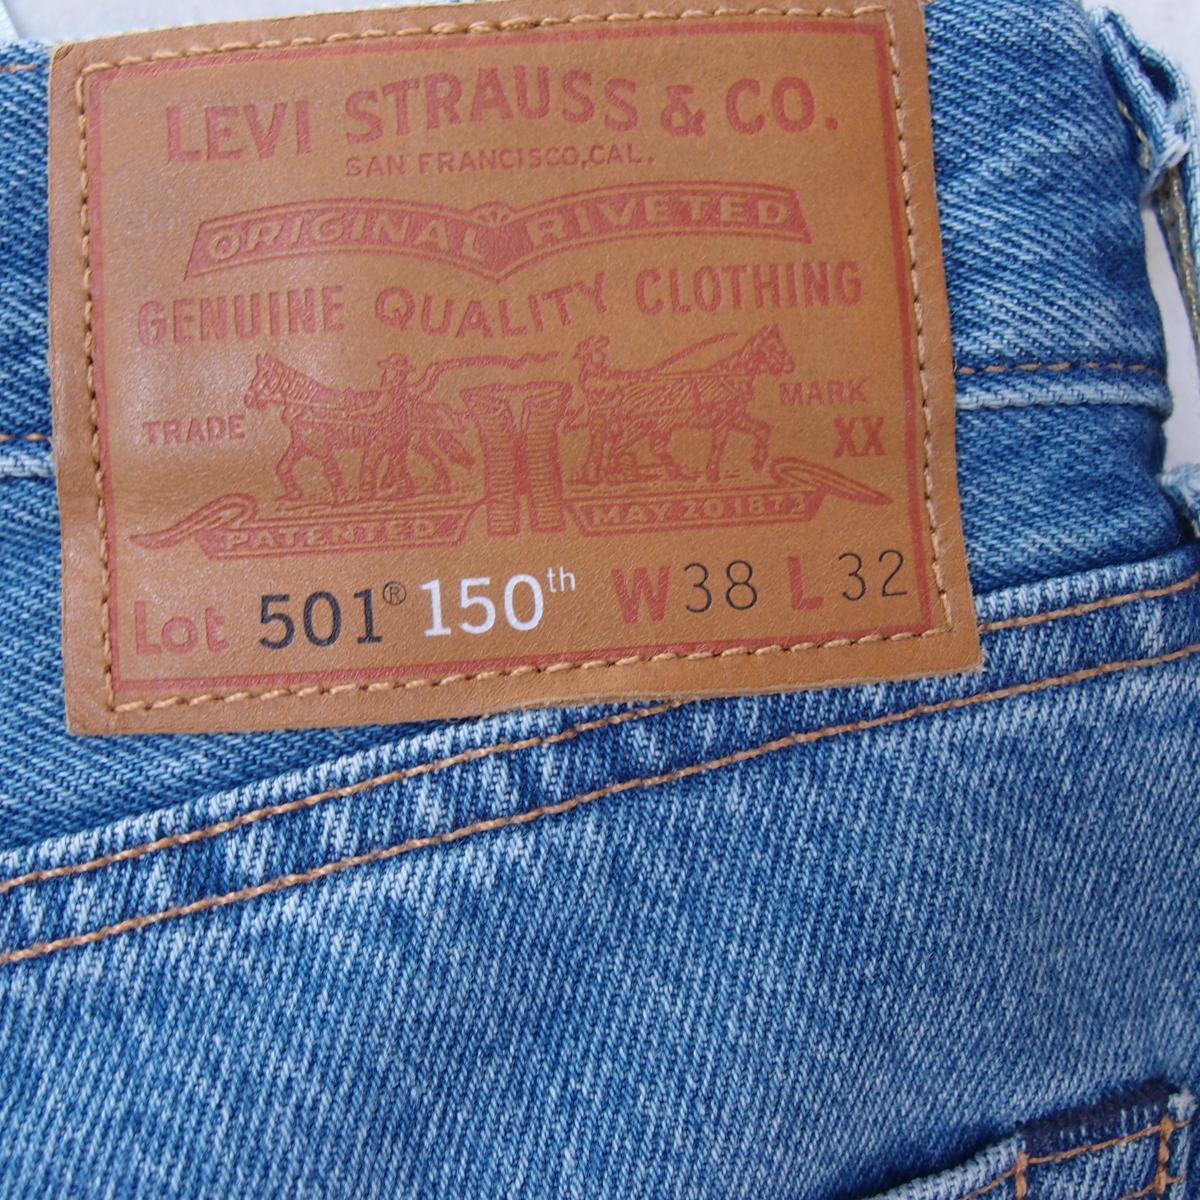 LEVI STRAUSS & CO.
SAN FRANCISCO, CAL.
ORIGINAL RIVETED
GENUINE QUALITY CLOTHING
TRADE MARK
XX
PATENTED MAY 20 1873
Lot 501® 150th W38 L 32